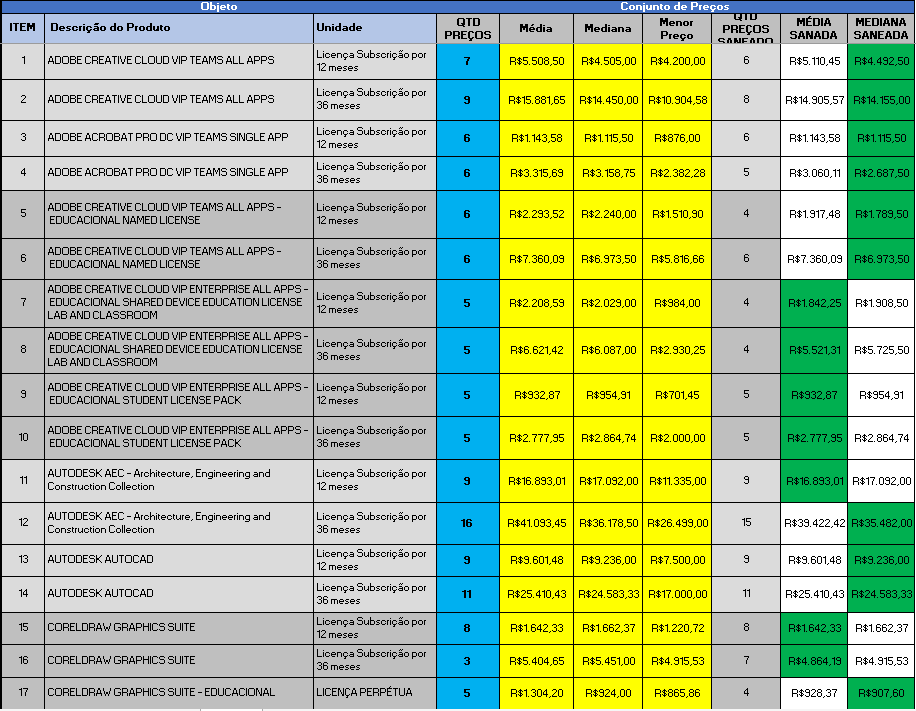 Objeto Conjunto de Preços
ITEM Descrição do Produto Unidade QTD PREÇOS Média Mediana Menor Preço QTD PREÇOS SANEADO MÉDIA SANADA MEDIANA SANEADA
1 ADOBE CREATIVE CLOUD VIP TEAMS ALL APPS Licença Subscrição por 12 meses 7 R$5.508,50 R$4.505,00 R$4.200,00 6 R$5.110,45 R$4.492,50
2 ADOBE CREATIVE CLOUD VIP TEAMS ALL APPS Licença Subscrição por 36 meses 9 R$15.881,65 R$14.450,00 R$10.904,58 8 R$14.905,57 R$14.155,00
3 ADOBE ACROBAT PRO DC VIP TEAMS SINGLE APP Licença Subscrição por 12 meses 6 R$1.143,58 R$1.115,50 R$876,00 6 R$1.143,58 R$1.115,50
4 ADOBE ACROBAT PRO DC VIP TEAMS SINGLE APP Licença Subscrição por 36 meses 6 R$3.315,69 R$3.158,75 R$2.382,28 5 R$3.060,11 R$2.687,50
5 ADOBE CREATIVE CLOUD VIP TEAMS ALL APPS - EDUCACIONAL NAMED LICENSE Licença Subscrição por 12 meses 6 R$2.293,52 R$2.240,00 R$1.510,90 4 R$1.917,48 R$1.789,50
6 ADOBE CREATIVE CLOUD VIP TEAMS ALL APPS - EDUCACIONAL NAMED LICENSE Licença Subscrição por 36 meses 6 R$7.360,09 R$6.973,50 R$5.816,66 6 R$7.360,09 R$6.973,50
7 ADOBE CREATIVE CLOUD VIP ENTERPRISE ALL APPS - EDUCACIONAL SHARED DEVICE EDUCATION LICENSE LAB AND CLASSROOM Licença Subscrição por 12 meses 5 R$2.208,59 R$2.029,00 R$984,00 4 R$1.842,25 R$1.908,50
8 ADOBE CREATIVE CLOUD VIP ENTERPRISE ALL APPS - EDUCACIONAL SHARED DEVICE EDUCATION LICENSE LAB AND CLASSROOM Licença Subscrição por 36 meses 5 R$6.621,42 R$6.087,00 R$2.930,25 4 R$5.521,31 R$5.725,50
9 ADOBE CREATIVE CLOUD VIP ENTERPRISE ALL APPS - EDUCACIONAL STUDENT LICENSE PACK Licença Subscrição por 12 meses 5 R$932,87 R$954,91 R$701,45 5 R$932,87 R$954,91
10 ADOBE CREATIVE CLOUD VIP ENTERPRISE ALL APPS - EDUCACIONAL STUDENT LICENSE PACK Licença Subscrição por 36 meses 5 R$2.777,95 R$2.864,74 R$2.000,00 5 R$2.777,95 R$2.864,74
11 AUTODESK AEC - Architecture, Engineering and Construction Collection Licença Subscrição por 12 meses 9 R$16.893,01 R$17.092,00 R$11.335,00 9 R$16.893,01 R$17.092,00
12 AUTODESK AEC - Architecture, Engineering and Construction Collection Licença Subscrição por 36 meses 16 R$41.093,45 R$36.178,50 R$26.499,00 15 R$39.422,42 R$35.482,00
13 AUTODESK AUTOCAD Licença Subscrição por 12 meses 9 R$9.601,48 R$9.236,00 R$7.500,00 9 R$9.601,48 R$9.236,00
14 AUTODESK AUTOCAD Licença Subscrição por 36 meses 11 R$25.410,43 R$24.583,33 R$17.000,00 11 R$25.410,43 R$24.583,33
15 CORELDRAW GRAPHICS SUITE Licença Subscrição por 12 meses 8 R$1.642,33 R$1.662,37 R$1.220,72 8 R$1.642,33 R$1.662,37
16 CORELDRAW GRAPHICS SUITE Licença Subscrição por 36 meses 3 R$5.404,65 R$5.451,00 R$4.915,53 7 R$4.864,19 R$4.915,53
17 CORELDRAW GRAPHICS SUITE - EDUCACIONAL LICENÇA PERPÉTUA 5 R$1.304,20 R$924,00 R$865,86 4 R$928,37 R$907,60